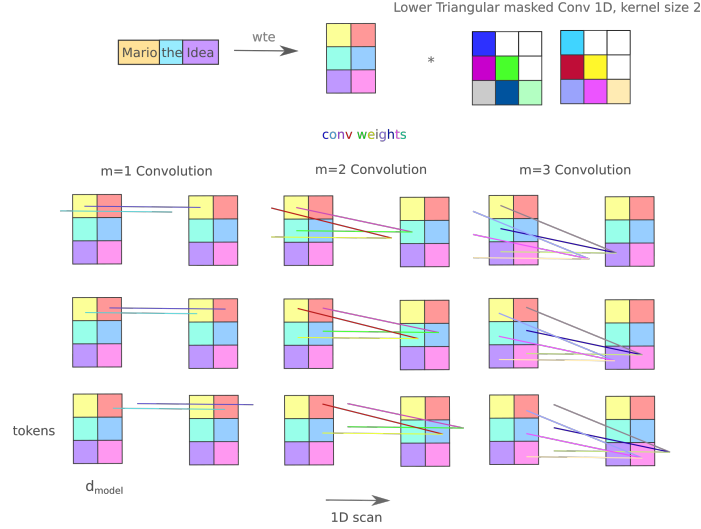 Lower Triangular masked Conv 1D, kernel size 2
Mario the Idea
wte
*
conv weights
m=1 Convolution
m=2 Convolution
m=3 Convolution
tokens
d_model
1D scan